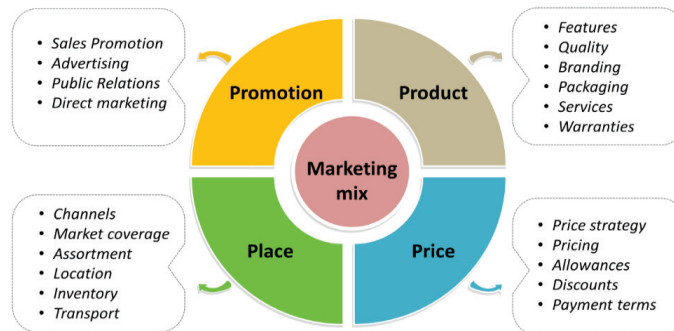 • Sales Promotion
• Advertising
• Public Relations
• Direct marketing
Promotion
Product
• Features
• Quality
• Branding
• Packaging
• Services
• Warranties
Marketing
mix
• Channels
• Market coverage
• Assortment
• Location
• Inventory
• Transport
Place
Price
• Price strategy
• Pricing
• Allowances
• Discounts
• Payment terms